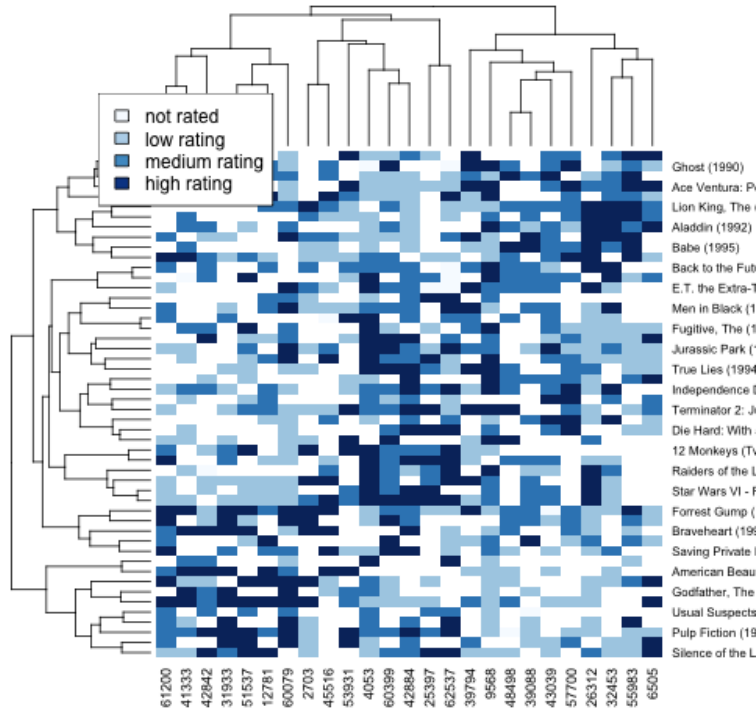 not rated
low rating
medium rating
high rating
Ghost (1990)
Ace Ventura: P
Lion King, The
Aladdin (1992)
Babe (1995)
Back to the Fut
E.T. the Extra-T
Men in Black (1
Fugitive, The (1
Jurassic Park (1
True Lies (1994
Independence D
Terminator 2: J
Die Hard: With
12 Monkeys (Tv
Raiders of the L
Star Wars VI - F
Forrest Gump (
Braveheart (199
Saving Private
American Beau
Godfather, The
Usual Suspects
Pulp Fiction (19
Silence of the L
61200 41333 42842 31933 51537 12781 60079 2703 45516 53931 4053 60399 42884 25397 62537 39794 9568 48498 39088 43039 57700 26312 32453 55983 6505